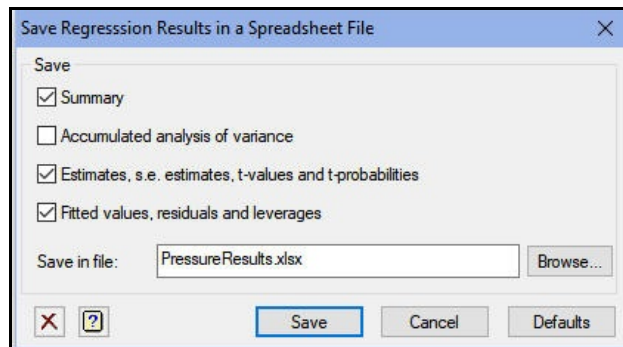 Save Regresssion Results in a Spreadsheet File
Save
Summary
Accumulated analysis of variance
Estimates, s.e. estimates, t-values and t-probabilities
Fitted values, residuals and leverages
Save in file: PressureResults.xlsx Browse...
? Save Cancel Defaults